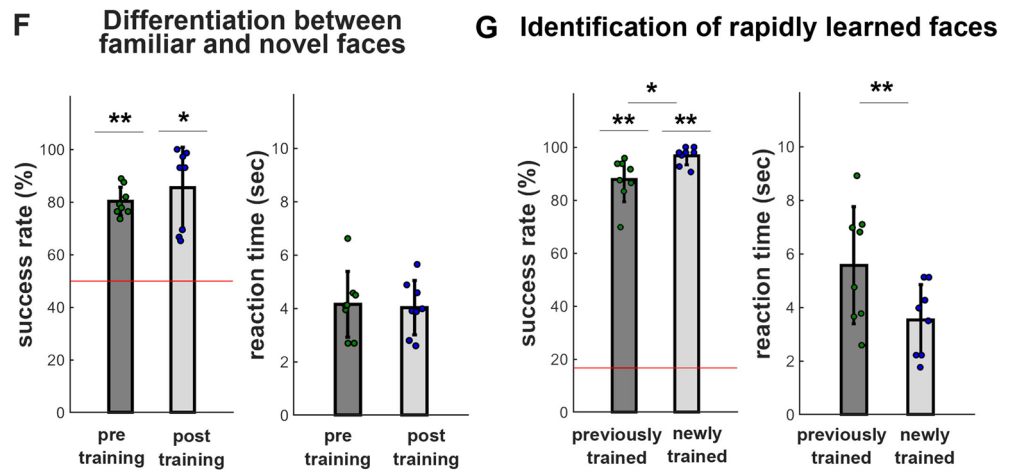 F
Differentiation between
familiar and novel faces
G
Identification of rapidly learned faces
success rate (%)
100
80
60
40
20
0
**
*
pre
training
post
training
reaction time (sec)
10
8
6
4
2
0
pre
training
post
training
success rate (%)
100
80
60
40
20
0
*
**
**
previously
trained
newly
trained
reaction time (sec)
10
8
6
4
2
0
**
previously
trained
newly
trained